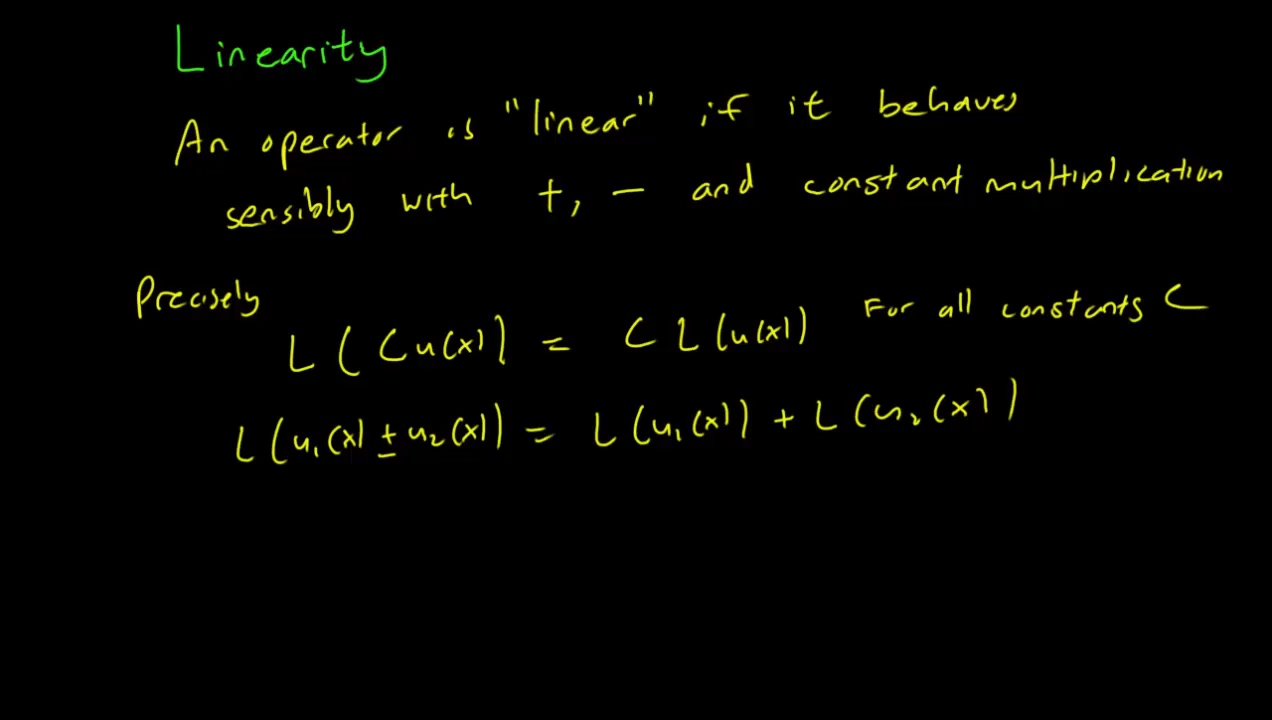 Linearity
An operator is "linear" if it behaves
sensibly with +, - and constant multiplication
Precisely
L ( C u(x) ) = C L (u(x)) For all constants C
L (u₁(x) ± u₂(x)) = L (u₁(x)) + L (u₂(x))